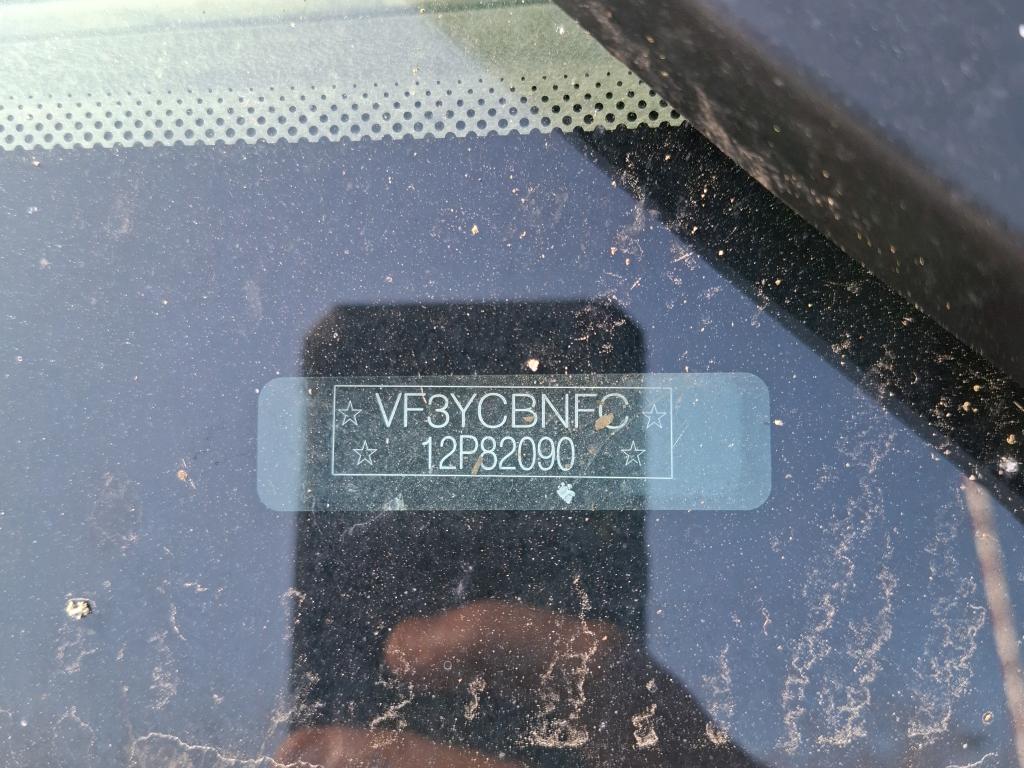 ☆ VF3YCBNFC ☆
☆ 12P82090 ☆